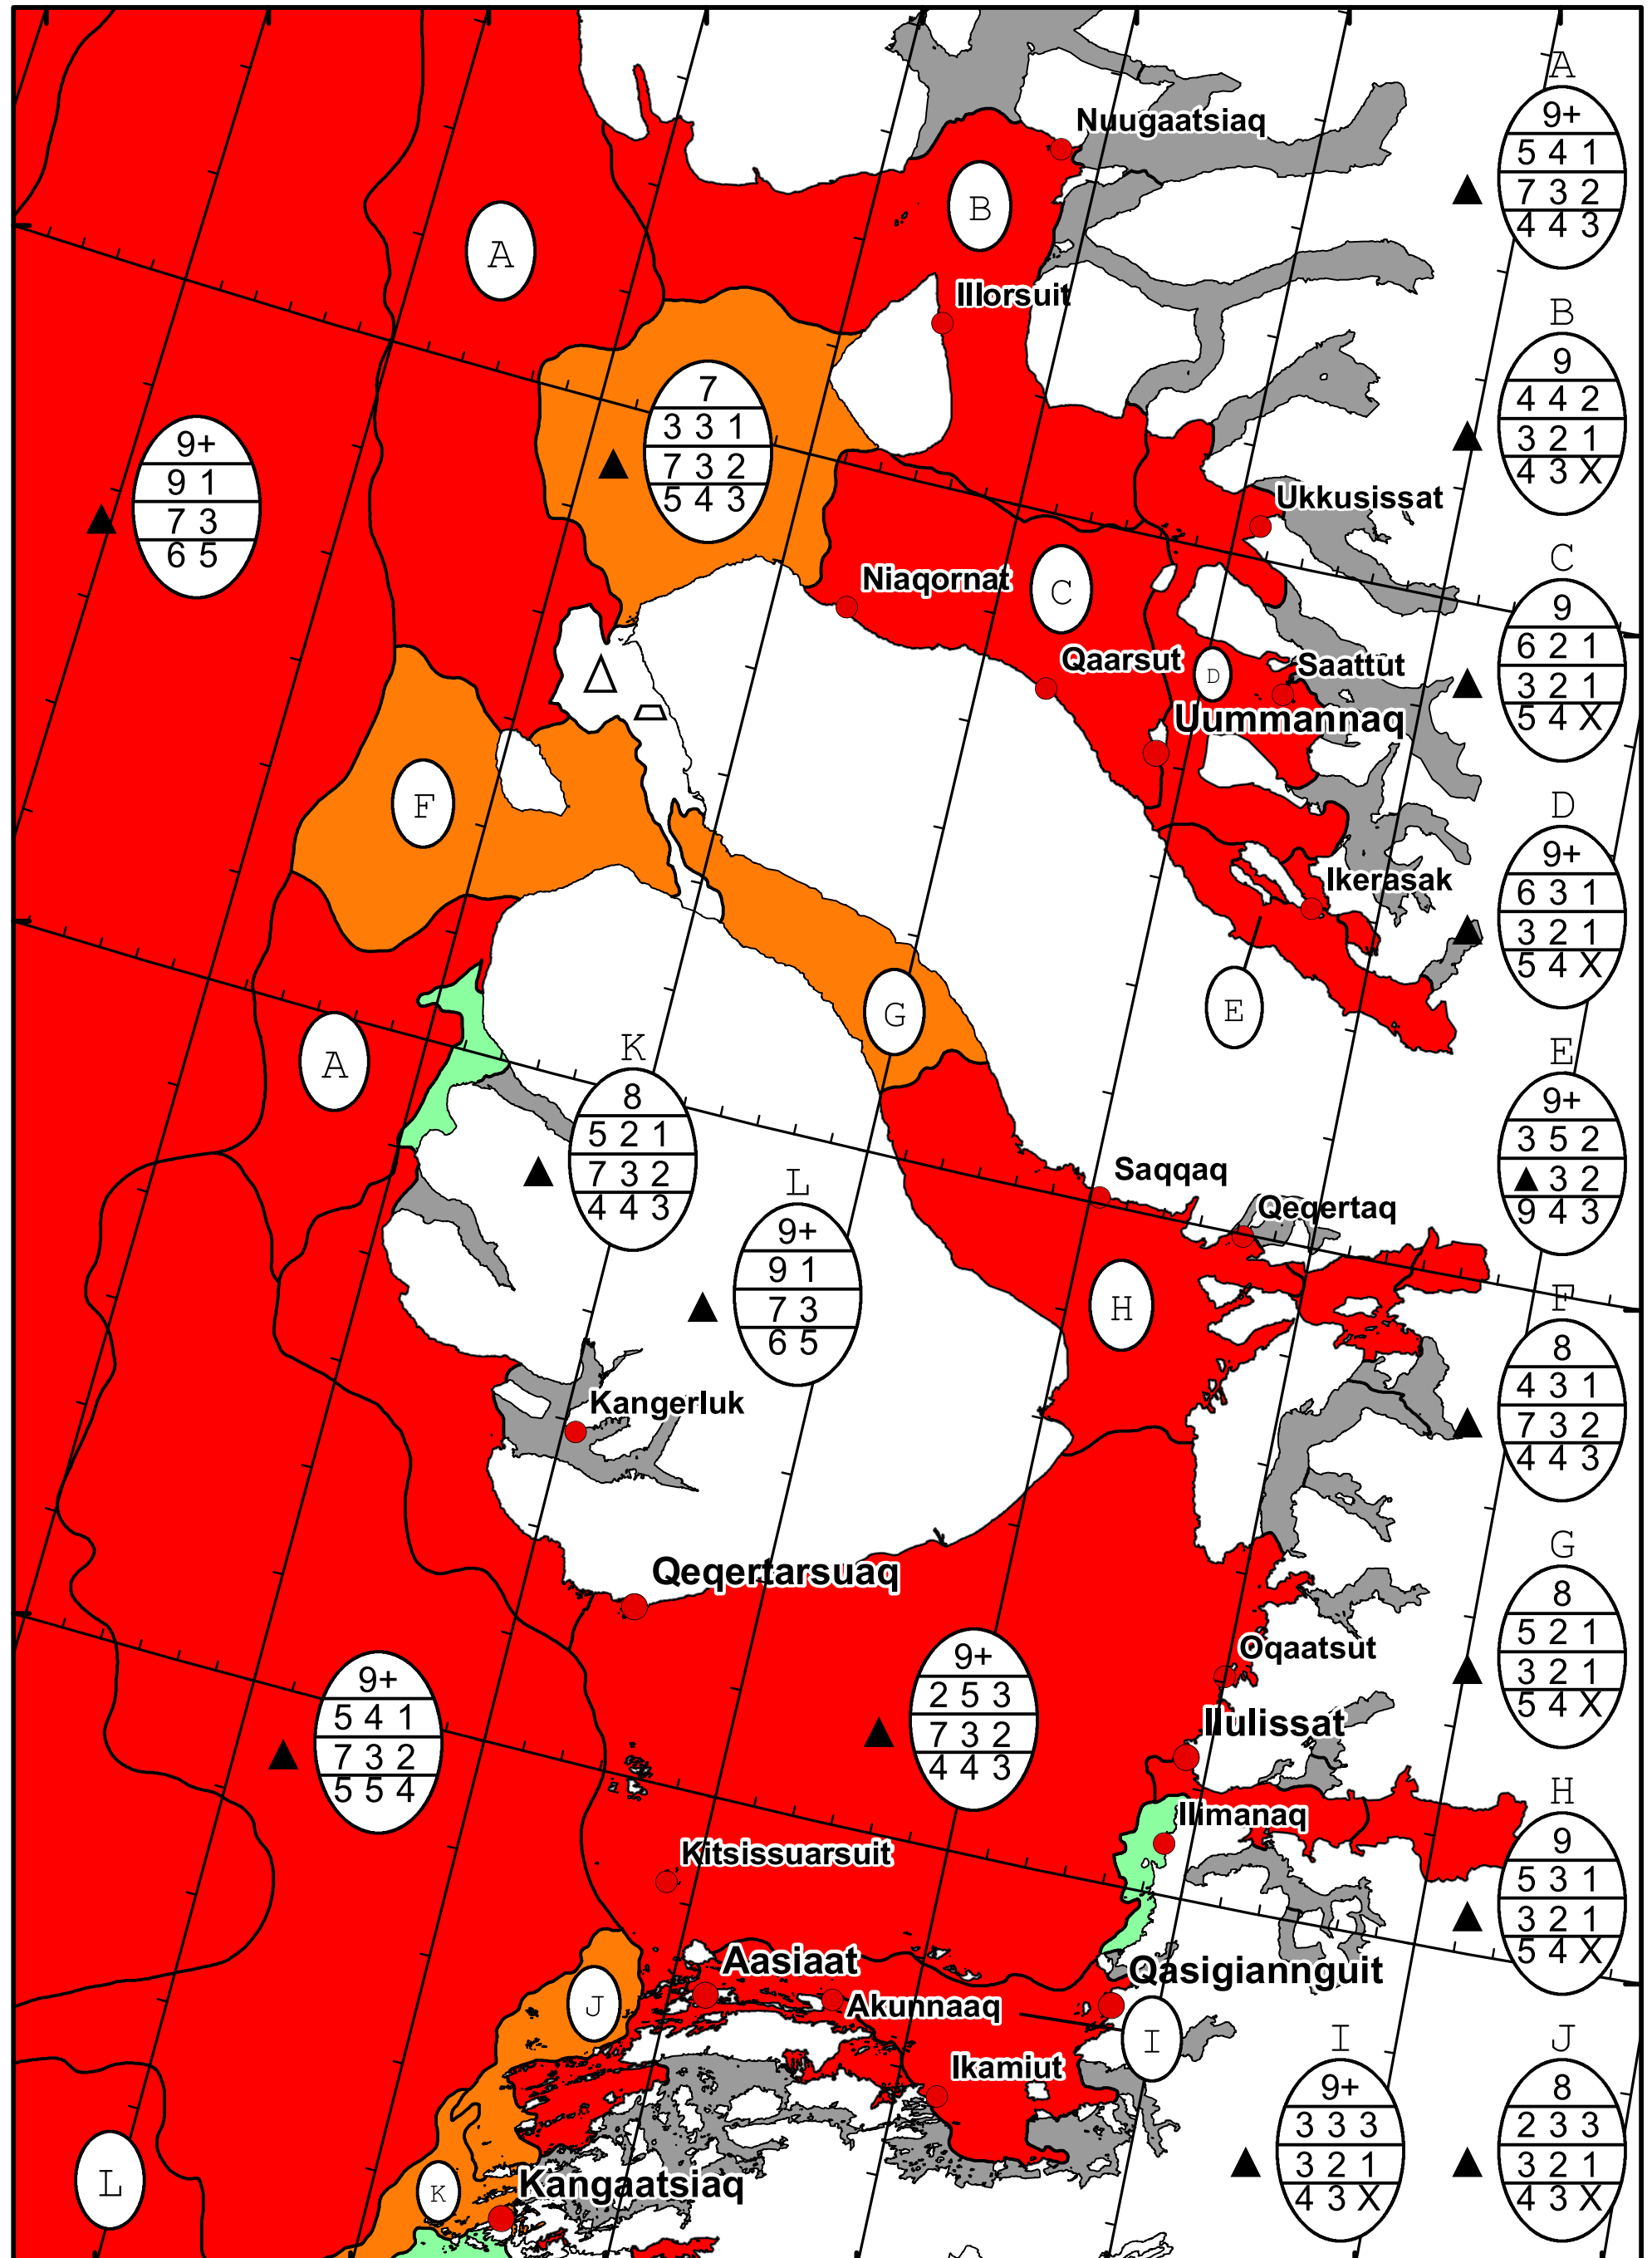 A
9+
5 4 1
7 3 2
4 4 3
Nuugaatsiaq
B
A
Illorsuit
B
9
4 4 2
3 2 1
4 3 X
7
3 3 1
7 3 2
5 4 3
9+
9 1
7 3
6 5
Ukkusissat
C
9
6 2 1
3 2 1
5 4 X
Niaqornat
C
Qaarsut
D
Saattut
Uummannaq
F
D
9+
6 3 1
3 2 1
5 4 X
Ikerasak
G
E
A
E
9+
3 5 2
3 2
9 4 3
K
8
5 2 1
7 3 2
4 4 3
L
9+
9 1
7 3
6 5
Saqqaq
Qeqertaq
H
F
8
4 3 1
7 3 2
4 4 3
Kangerluk
Qeqertarsuaq
G
8
5 2 1
3 2 1
5 4 X
Oqaatsut
9+
5 4 1
7 3 2
5 5 4
9+
2 5 3
7 3 2
4 4 3
Ilulissat
Ilimanaq
H
9
5 3 1
3 2 1
5 4 X
Kitsissuarsuit
Aasiaat
Qasigiannguit
J
Akunnaaq
I
Ikamiut
I
9+
3 3 3
3 2 1
4 3 X
J
8
2 3 3
3 2 1
4 3 X
L
K
Kangaatsiaq